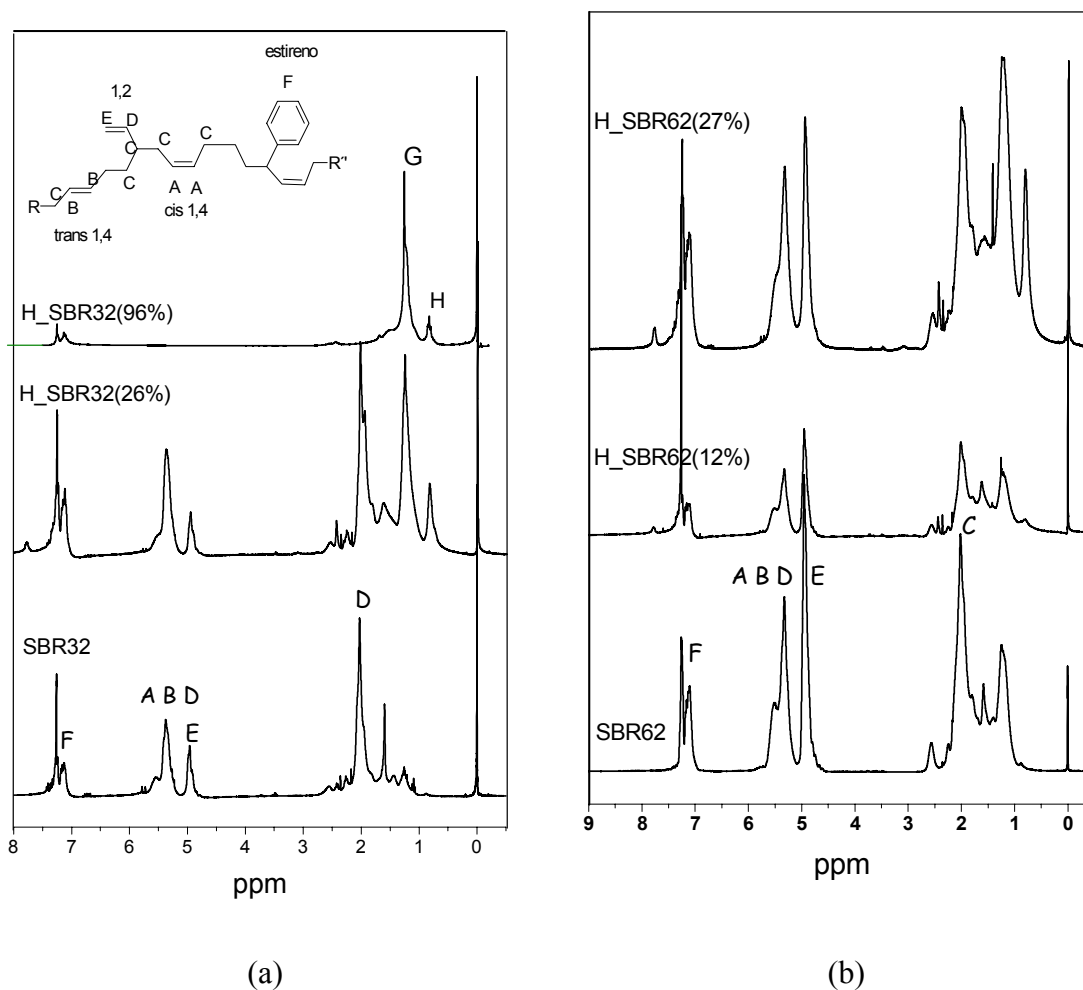 estireno
F
1,2
E D
C C C
C B
R B C A A R''
cis 1,4
trans 1,4
G
H_SBR32(96%)
H
H_SBR32(26%)
D
SBR32
A B D
F E
8 7 6 5 4 3 2 1 0
ppm
(a)
H_SBR62(27%)
H_SBR62(12%)
C
A B D E
F
SBR62
9 8 7 6 5 4 3 2 1 0
ppm
(b)